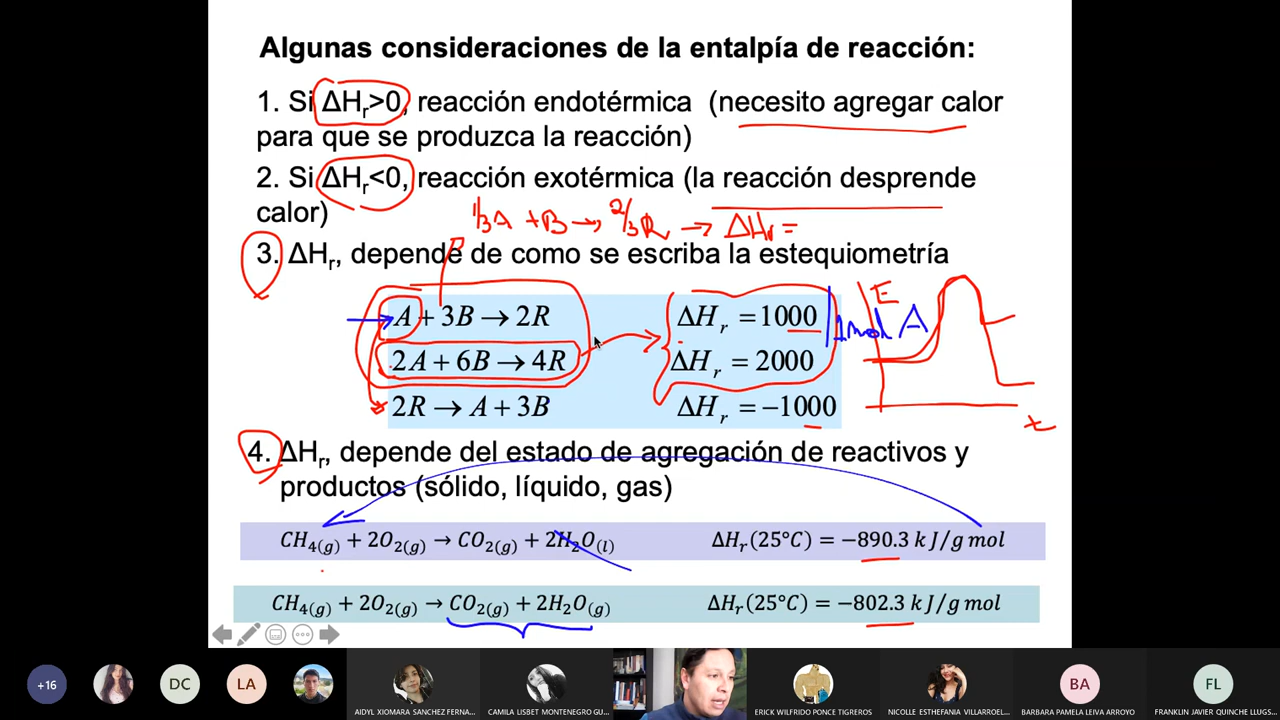 Algunas consideraciones de la entalpía de reacción:
1. Si ΔHr>0, reacción endotérmica (necesito agregar calor
para que se produzca la reacción)
2. Si ΔHr<0, reacción exotérmica (la reacción desprende
calor)
1/3A + B → 2/3R → ΔHr =
3. ΔHr, depende de como se escriba la estequiometría
A + 3B → 2R ΔHr = 1000 1mol A E
2A + 6B → 4R ΔHr = 2000
2R → A + 3B ΔHr = −1000
t
4. ΔHr, depende del estado de agregación de reactivos y
productos (sólido, líquido, gas)
CH4(g) + 2O2(g) → CO2(g) + 2H2O(l) ΔHr(25°C) = −890.3 kJ/g mol
CH4(g) + 2O2(g) → CO2(g) + 2H2O(g) ΔHr(25°C) = −802.3 kJ/g mol
+16 DC LA BA FL
AIDYL XIOMARA SANCHEZ FERNA... CAMILA LISBET MONTENEGRO GU... ERICK WILFRIDO PONCE TIGREROS NICOLLE ESTHEFANIA VILLARROEL... BARBARA PAMELA LEIVA ARROYO FRANKLIN JAVIER QUINCHE LLUGS...